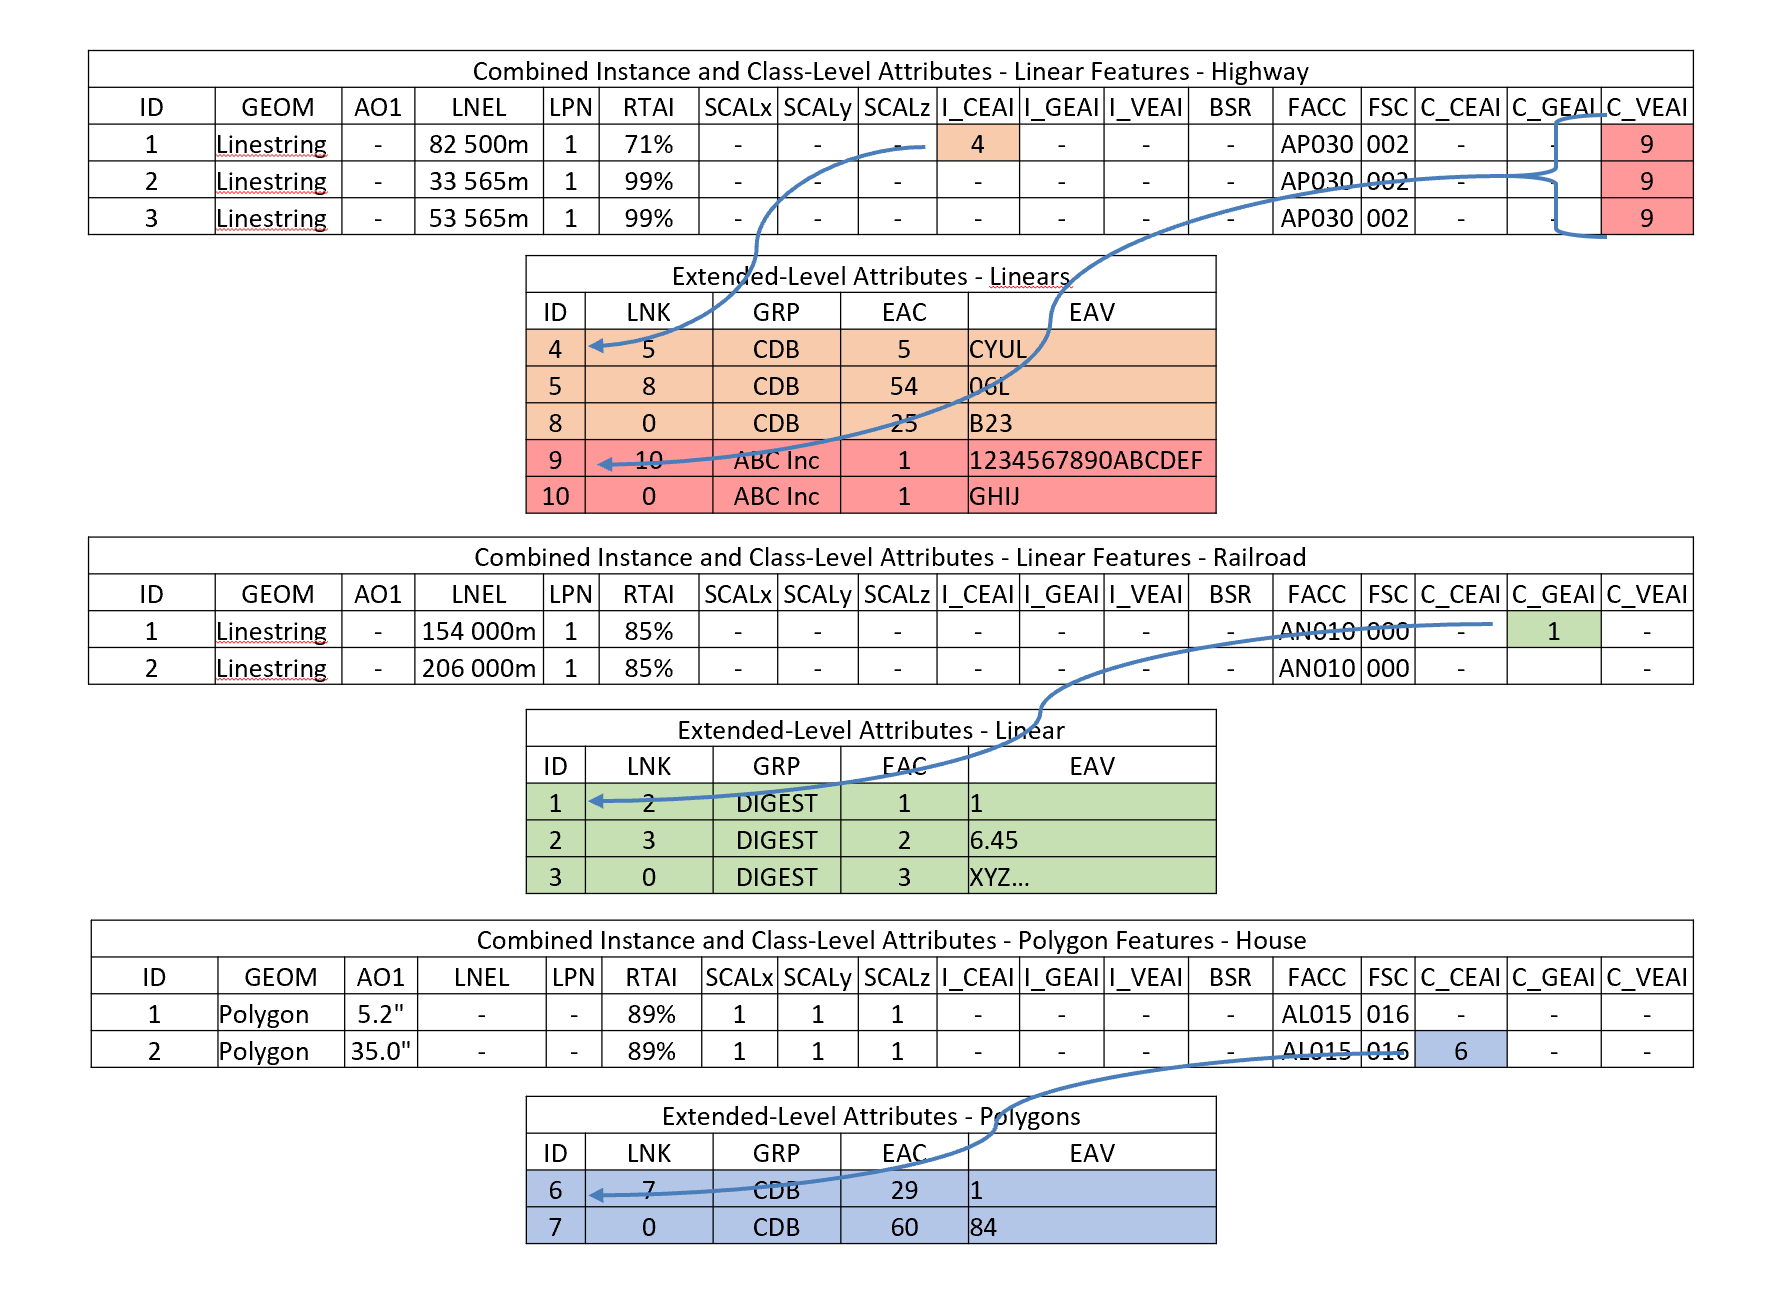 Combined Instance and Class-Level Attributes - Linear Features - Highway
ID GEOM AO1 LNEL LPN RTAI SCALx SCALy SCALz I_CEAI I_GEAI I_VEAI BSR FACC FSC C_CEAI C_GEAI C_VEAI
1 Linestring - 82 500m 1 71% - - - 4 - - - AP030 002 - - 9
2 Linestring - 33 565m 1 99% - - - - - - - AP030 002 - - 9
3 Linestring - 53 565m 1 99% - - - - - - - AP030 002 - - 9
Extended-Level Attributes - Linears
ID LNK GRP EAC EAV
4 5 CDB 5 CYUL
5 8 CDB 54 06L
8 0 CDB 25 B23
9 10 ABC Inc 1 1234567890ABCDEF
10 0 ABC Inc 1 GHIJ
Combined Instance and Class-Level Attributes - Linear Features - Railroad
ID GEOM AO1 LNEL LPN RTAI SCALx SCALy SCALz I_CEAI I_GEAI I_VEAI BSR FACC FSC C_CEAI C_GEAI C_VEAI
1 Linestring - 154 000m 1 85% - - - - - - - AN010 000 - 1 -
2 Linestring - 206 000m 1 85% - - - - - - - AN010 000 - - -
Extended-Level Attributes - Linear
ID LNK GRP EAC EAV
1 2 DIGEST 1 1
2 3 DIGEST 2 6.45
3 0 DIGEST 3 XYZ...
Combined Instance and Class-Level Attributes - Polygon Features - House
ID GEOM AO1 LNEL LPN RTAI SCALx SCALy SCALz I_CEAI I_GEAI I_VEAI BSR FACC FSC C_CEAI C_GEAI C_VEAI
1 Polygon 5.2" - - 89% 1 1 1 - - - - AL015 016 - - -
2 Polygon 35.0" - - 89% 1 1 1 - - - - AL015 016 6 - -
Extended-Level Attributes - Polygons
ID LNK GRP EAC EAV
6 7 CDB 29 1
7 0 CDB 60 84